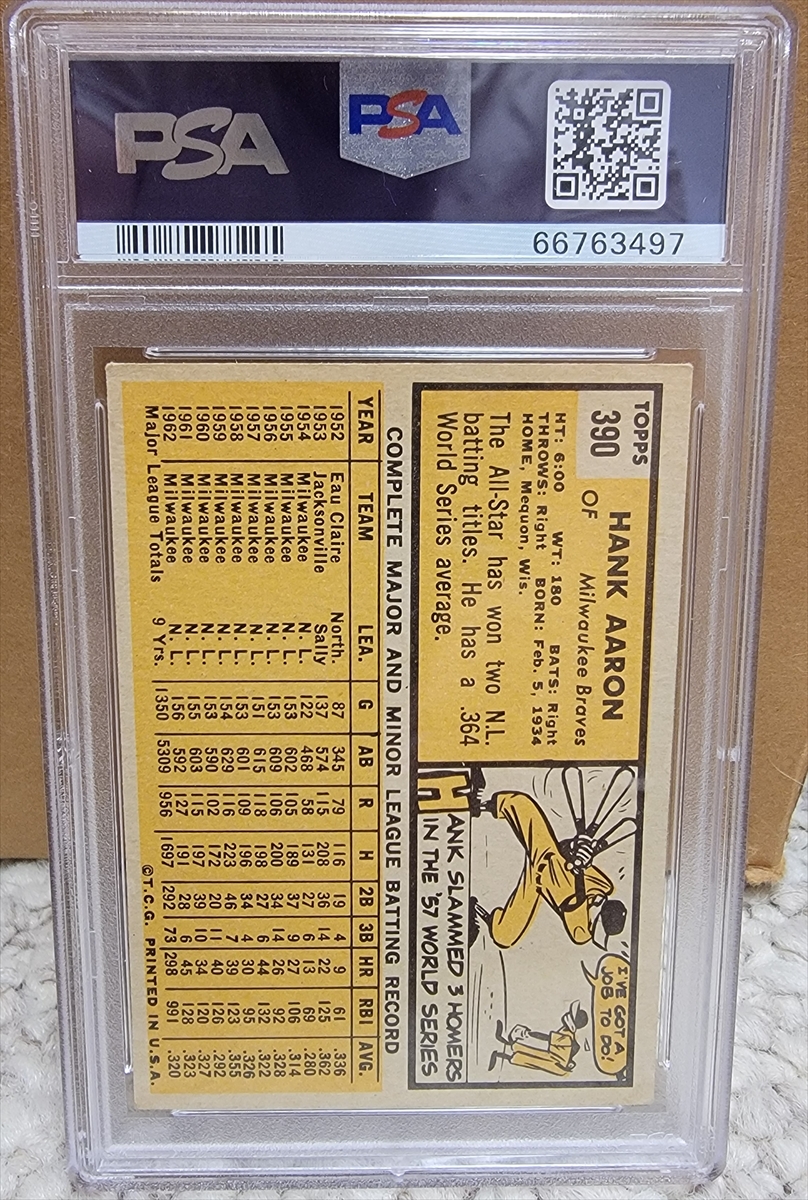 PSA
PSA
66763497
TOPPS
390
HANK AARON
OF Milwaukee Braves
HT: 6:00 WT: 180 BATS: Right
THROWS: Right BORN: Feb. 5, 1934
HOME, Mequon, Wis.
The All-Star has won two N.L.
batting titles. He has a .364
World Series average.
I'VE GOT A
JOB TO DO!
HANK SLAMMED 3 HOMERS
IN THE '57 WORLD SERIES
COMPLETE MAJOR AND MINOR LEAGUE BATTING RECORD
YEAR TEAM LEA. G AB R H 2B 3B HR RBI AVG.
1952 Eau Claire North. 87 345 79 116 19 4 9 61 .336
1953 Jacksonville Sally 137 574 115 208 36 14 22 125 .362
1954 Milwaukee N. L. 122 468 58 131 27 6 13 69 .280
1955 Milwaukee N. L. 153 602 105 189 37 9 27 106 .314
1956 Milwaukee N. L. 153 609 106 200 34 14 26 92 .328
1957 Milwaukee N. L. 151 615 118 198 27 6 44 132 .322
1958 Milwaukee N. L. 153 601 109 196 34 4 30 95 .326
1959 Milwaukee N. L. 154 629 116 223 46 7 39 123 .355
1960 Milwaukee N. L. 153 590 102 172 20 11 40 126 .292
1961 Milwaukee N. L. 155 603 115 197 39 10 34 120 .327
1962 Milwaukee N. L. 156 592 127 191 28 6 45 128 .323
Major League Totals 9 Yrs. 1350 5309 956 1697 292 73 298 991 .320
©T.C.G. PRINTED IN U.S.A.